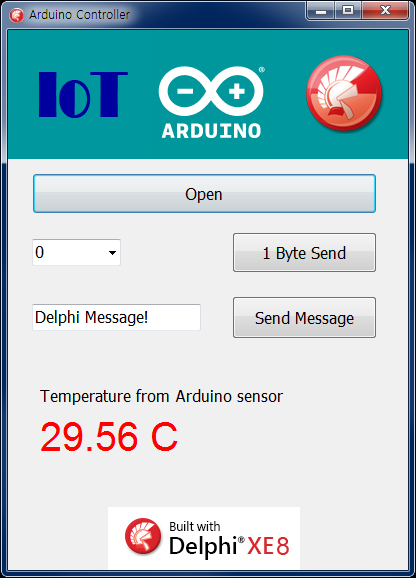 Arduino Controller
IoT
ARDUINO
Open
0
1 Byte Send
Delphi Message!
Send Message
Temperature from Arduino sensor
29.56 C
Built with
Delphi® XE8